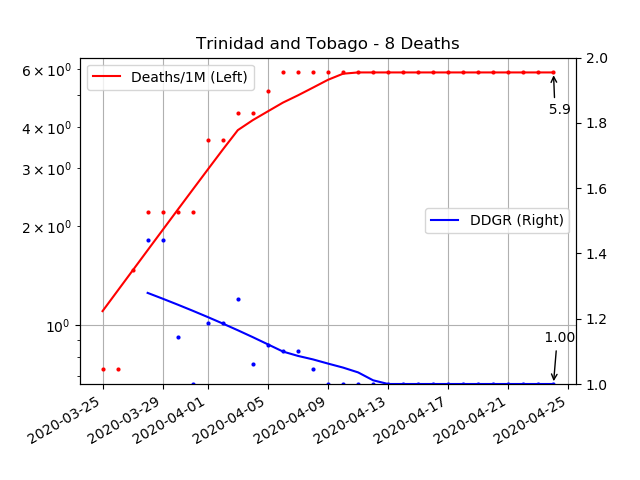 Trinidad and Tobago - 8 Deaths
Deaths/1M (Left)
DDGR (Right)
5.9
1.00
6 × 10⁰
4 × 10⁰
3 × 10⁰
2 × 10⁰
10⁰
2.0
1.8
1.6
1.4
1.2
1.0
2020-03-25
2020-03-29
2020-04-01
2020-04-05
2020-04-09
2020-04-13
2020-04-17
2020-04-21
2020-04-25